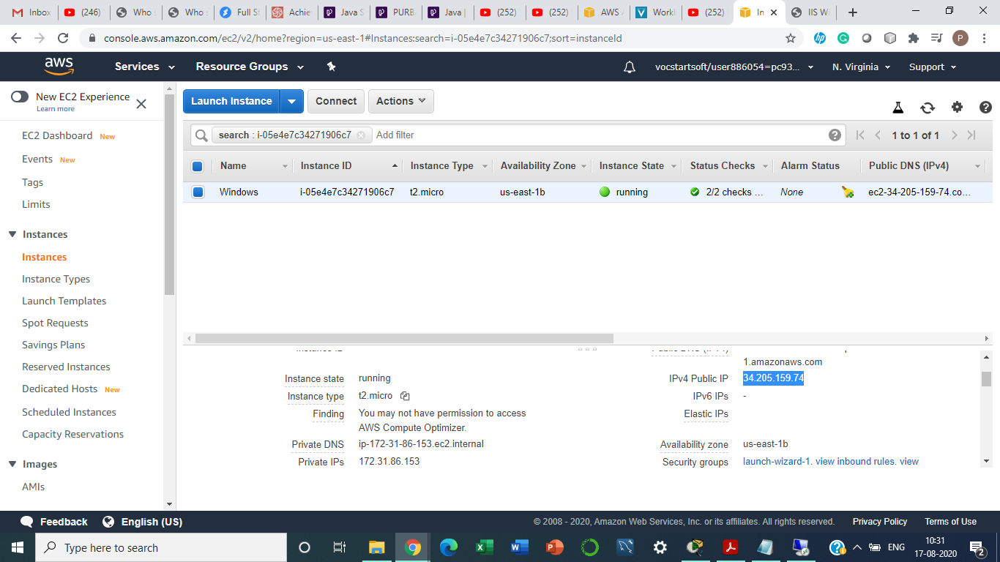 Inbox
(246)
Who s
Who s
Full St
Achie
Java S
PURB
Java |
(252)
(252)
AWS A
Workl
(252)
In
IIS W
console.aws.amazon.com/ec2/v2/home?region=us-east-1#Instances:search=i-05e4e7c34271906c7;sort=instanceId
P
aws
Services
Resource Groups
vocstartsoft/user886054=pc93...
N. Virginia
Support
New EC2 Experience
Learn more
EC2 Dashboard New
Events New
Tags
Limits
Instances
Instances
Instance Types
Launch Templates
Spot Requests
Savings Plans
Reserved Instances
Dedicated Hosts New
Scheduled Instances
Capacity Reservations
Images
AMIs
Launch Instance
Connect
Actions
search : i-05e4e7c34271906c7
Add filter
1 to 1 of 1
Name Instance ID Instance Type Availability Zone Instance State Status Checks Alarm Status Public DNS (IPv4)
Windows i-05e4e7c34271906c7 t2.micro us-east-1b running 2/2 checks ... None ec2-34-205-159-74.co...
1.amazonaws.com
Instance state running
IPv4 Public IP 34.205.159.74
Instance type t2.micro
IPv6 IPs -
Finding You may not have permission to access
AWS Compute Optimizer.
Elastic IPs
Private DNS ip-172-31-86-153.ec2.internal
Availability zone us-east-1b
Private IPs 172.31.86.153
Security groups launch-wizard-1. view inbound rules. view
Feedback
English (US)
© 2008 - 2020, Amazon Web Services, Inc. or its affiliates. All rights reserved.
Privacy Policy
Terms of Use
Type here to search
ENG
10:31
17-08-2020
2